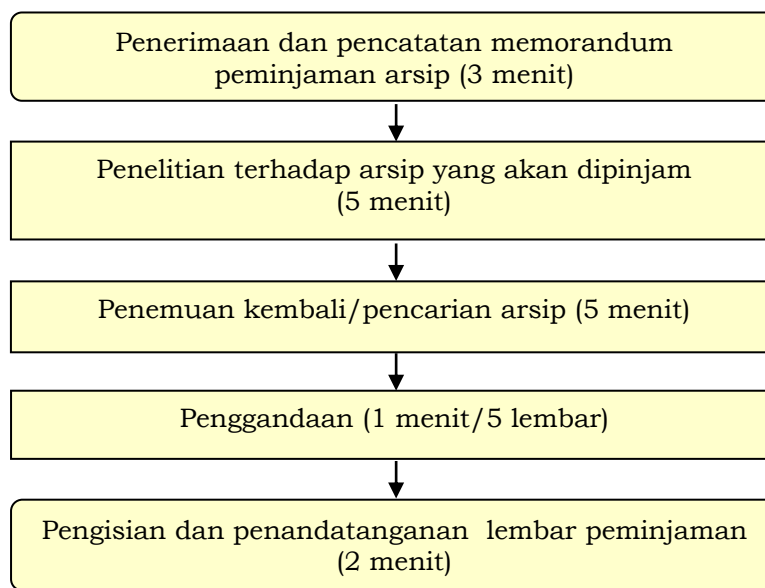 Penerimaan dan pencatatan memorandum
peminjaman arsip (3 menit)
Penelitian terhadap arsip yang akan dipinjam
(5 menit)
Penemuan kembali/pencarian arsip (5 menit)
Penggandaan (1 menit/5 lembar)
Pengisian dan penandatanganan lembar peminjaman
(2 menit)